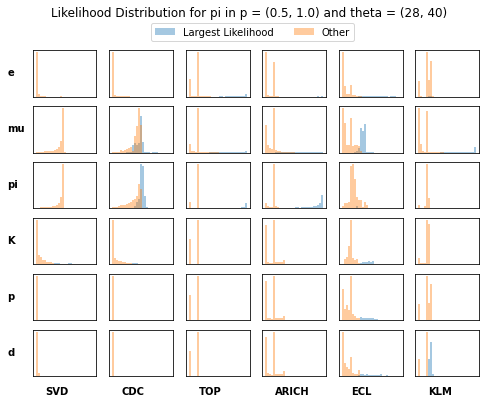 Likelihood Distribution for pi in p = (0.5, 1.0) and theta = (28, 40)
Largest Likelihood Other
e
mu
pi
K
p
d
SVD CDC TOP ARICH ECL KLM